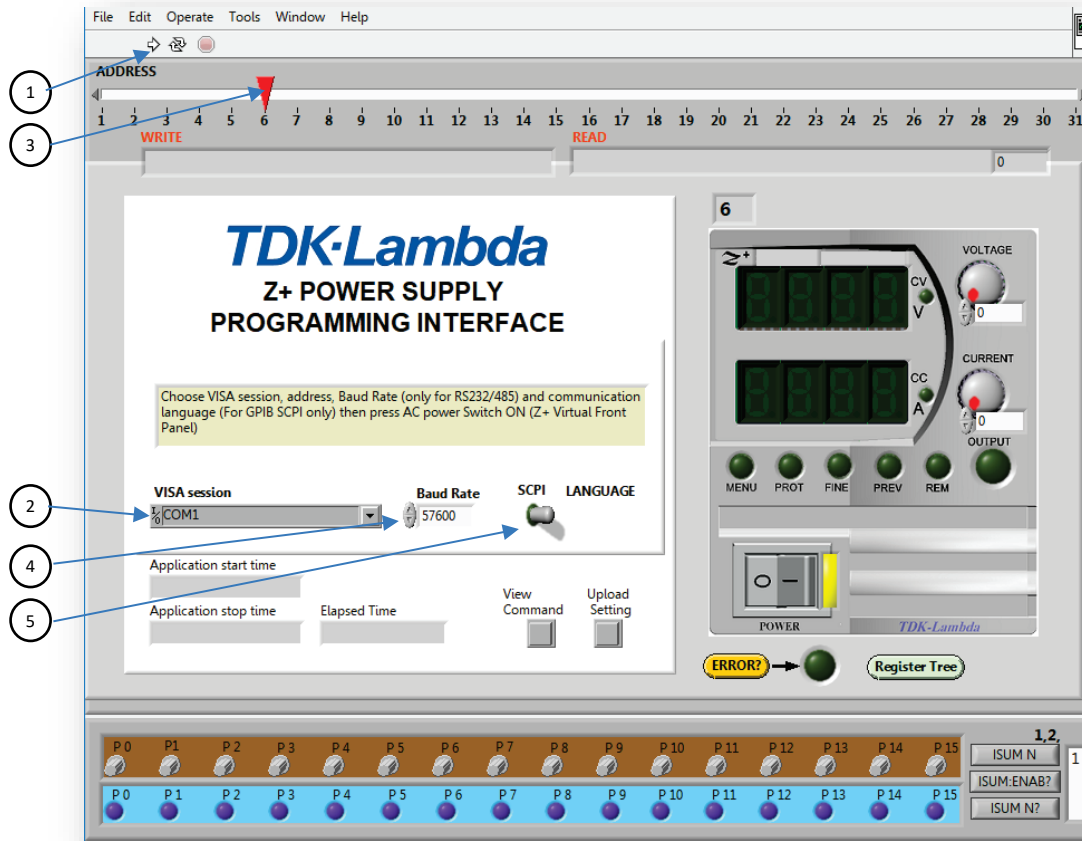 File Edit Operate Tools Window Help
1
ADDRESS
3
1 2 3 4 5 6 7 8 9 10 11 12 13 14 15 16 17 18 19 20 21 22 23 24 25 26 27 28 29 30 31
WRITE READ
0
6
TDK·Lambda
Z+ POWER SUPPLY
PROGRAMMING INTERFACE
Choose VISA session, address, Baud Rate (only for RS232/485) and communication
language (For GPIB SCPI only) then press AC power Switch ON (Z+ Virtual Front
Panel)
2
VISA session Baud Rate SCPI LANGUAGE
I/O COM1 57600
4
5
Application start time
Application stop time Elapsed Time
View
Command
Upload
Setting
Z+
CV
V
VOLTAGE
0
CC
A
CURRENT
0
OUTPUT
MENU PROT FINE PREV REM
POWER
TDK-Lambda
ERROR? Register Tree
P 0 P1 P 2 P 3 P 4 P 5 P 6 P 7 P 8 P 9 P 10 P 11 P 12 P 13 P 14 P 15
P 0 P 1 P 2 P 3 P 4 P 5 P 6 P 7 P 8 P 9 P 10 P 11 P 12 P 13 P 14 P 15
1,2,
ISUM N
1
ISUM:ENAB?
ISUM N?